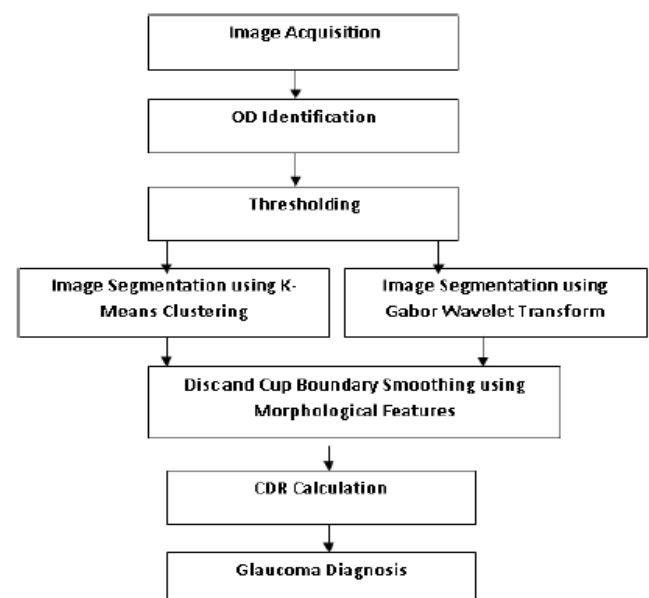 Image Acquisition
OD Identification
Thresholding
Image Segmentation using K-
Means Clustering
Image Segmentation using
Gabor Wavelet Transform
Discand Cup Boundary Smoothing using
Morphological Features
CDR Calculation
Glaucoma Diagnosis